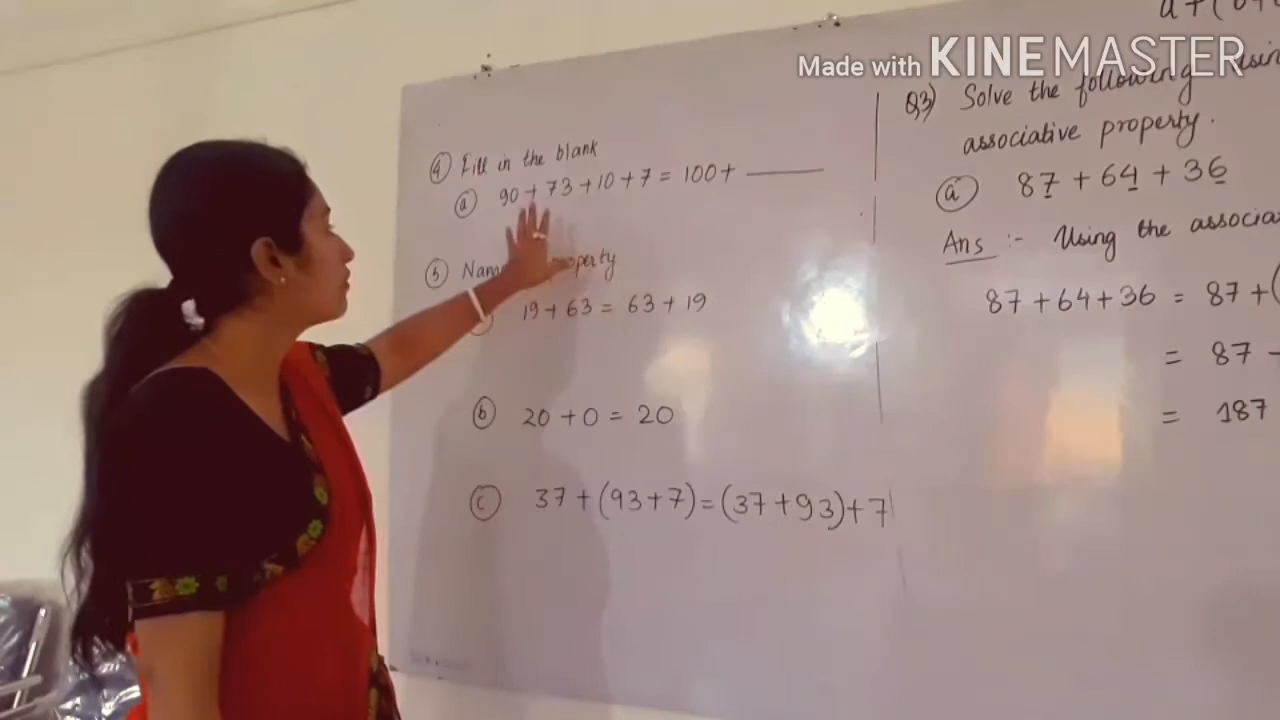 Made with KINEMASTER
④ Fill in the blank
ⓐ 90 + 73 + 10 + 7 = 100 + ______
⑤ property
19 + 63 = 63 + 19
ⓑ 20 + 0 = 20
ⓒ 37 + (93 + 7) = (37 + 93) + 7
Q3) Solve the following
associative property.
ⓐ 87 + 64 + 36
Ans :- Using the
87 + 64 + 36 = 87 + (
= 87
= 187